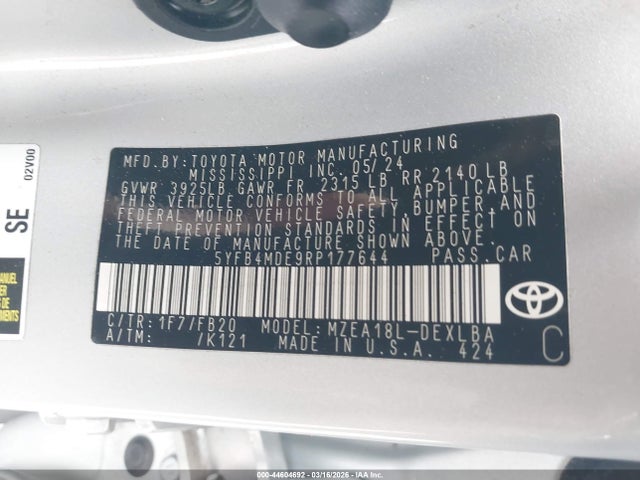 MFD.BY: TOYOTA MOTOR MANUFACTURING
MISSISSIPPI INC. 05/24
GVWR 3925LB GAWR FR 2315 LB RR 2140 LB
THIS VEHICLE CONFORMS TO ALL APPLICABLE
FEDERAL MOTOR VEHICLE SAFETY, BUMPER, AND
THEFT PREVENTION STANDARDS IN EFFECT ON
THE DATE OF MANUFACTURE SHOWN ABOVE.
5YFB4MDE9RP177644 PASS.CAR
C/TR: 1F7/FB20 MODEL: MZEA18L-DEXLBA
A/TM: /K121 MADE IN U.S.A. 424
C
02V00
SE
MANUEL
000-44604692 - 03/16/2026 - IAA Inc.